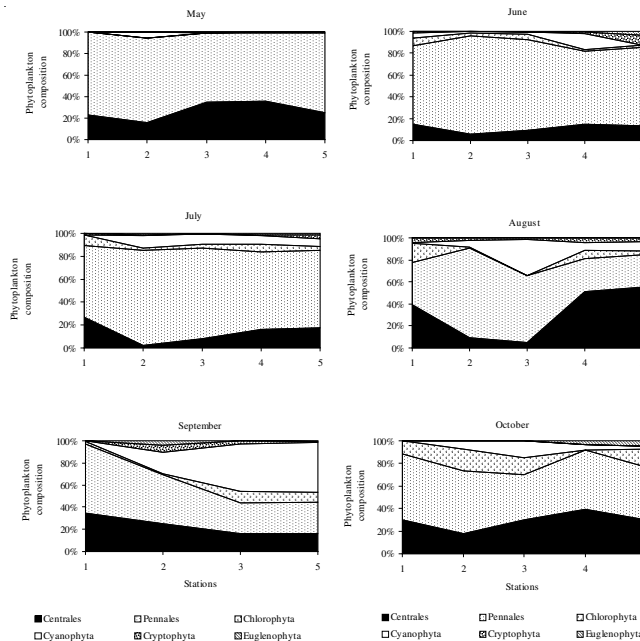 May
100%
80%
60%
40%
20%
0%
1 2 3 4 5
Phytoplankton
composition
June
100%
80%
60%
40%
20%
0%
1 2 3 4
Phytoplankton
composition
July
100%
80%
60%
40%
20%
0%
1 2 3 4 5
Phytoplankton
composition
August
100%
80%
60%
40%
20%
0%
1 2 3 4
Phytoplankton
composition
September
100%
80%
60%
40%
20%
0%
1 2 3 5
Phytoplankton
composition
Stations
October
100%
80%
60%
40%
20%
0%
1 2 3 4
Phytoplankton
composition
Stations
Centrales Pennales Chlorophyta
Cyanophyta Cryptophyta Euglenophyta
Centrales Pennales Chlorophyta
Cyanophyta Cryptophyta Euglenophyta